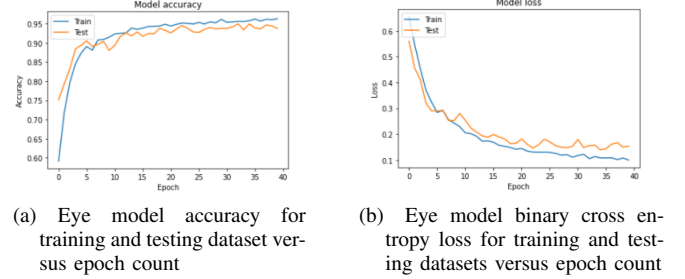 Model accuracy
0.95
0.90
0.85
0.80
0.75
0.70
0.65
0.60
Accuracy
Train
Test
0 5 10 15 20 25 30 35 40
Epoch
(a) Eye model accuracy for
training and testing dataset ver-
sus epoch count
Model loss
0.6
0.5
0.4
0.3
0.2
0.1
Loss
Train
Test
0 5 10 15 20 25 30 35 40
Epoch
(b) Eye model binary cross en-
tropy loss for training and test-
ing datasets versus epoch count